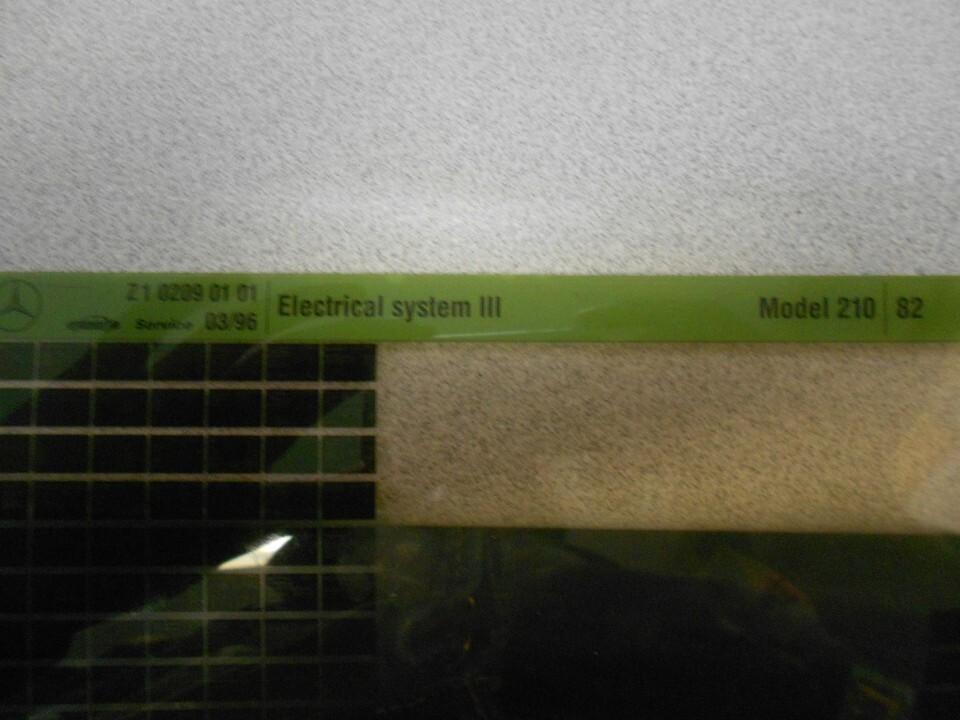 Z1 0209 01 01
Service 03/96
Electrical system III
Model 210
82